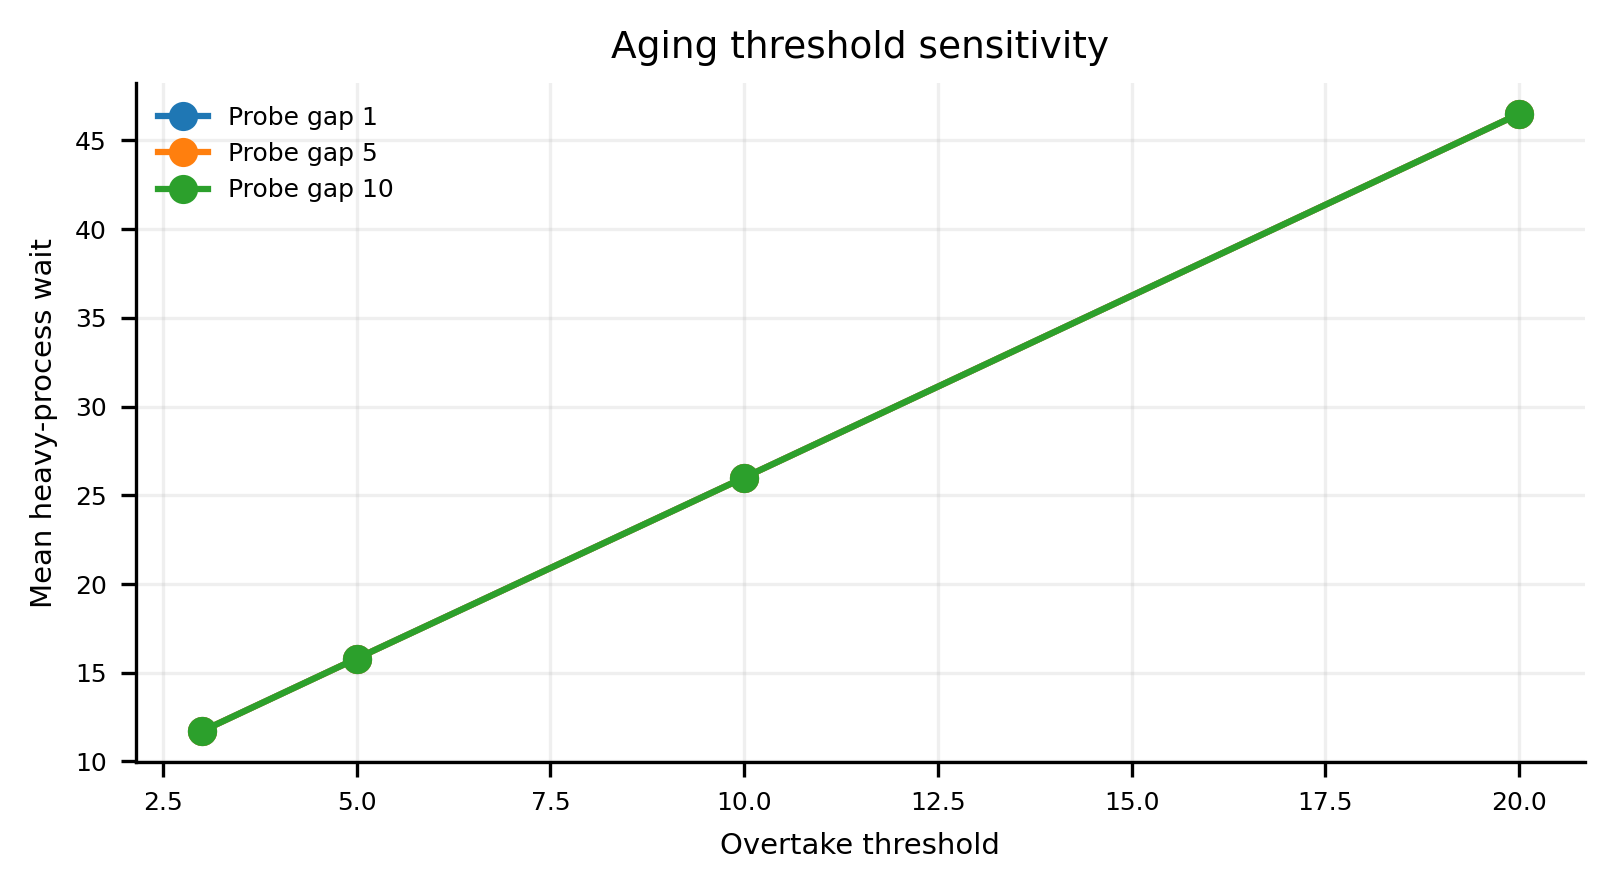 Aging threshold sensitivity
Probe gap 1
Probe gap 5
Probe gap 10
Mean heavy-process wait
45
40
35
30
25
20
15
10
2.5 5.0 7.5 10.0 12.5 15.0 17.5 20.0
Overtake threshold